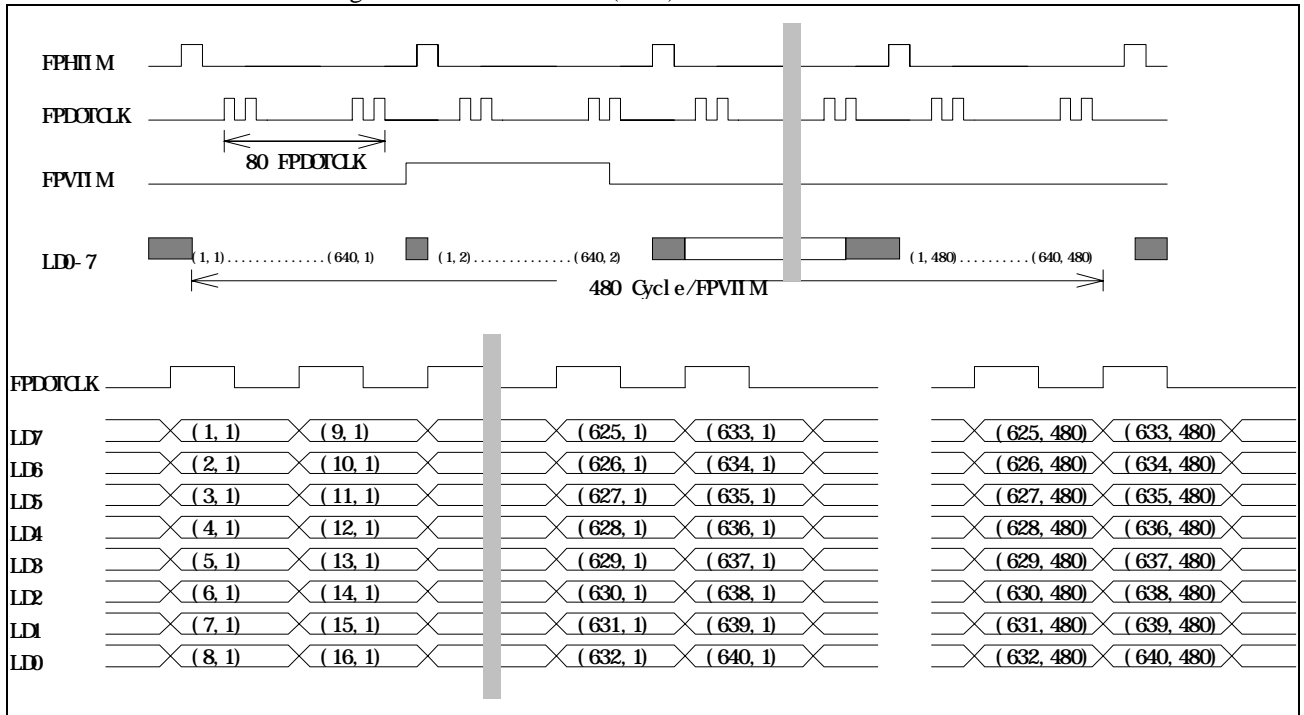 FPHTIM
FPDOTCLK
80 FPDOTCLK
FPVTIM
LD0-7 (1,1).............(640,1) (1,2)..............(640,2) (1,480)..........(640,480)
480 Cycle/FPVTIM
FPDOTCLK
LD7 (1,1) (9,1) (625,1) (633,1) (625,480) (633,480)
LD6 (2,1) (10,1) (626,1) (634,1) (626,480) (634,480)
LD5 (3,1) (11,1) (627,1) (635,1) (627,480) (635,480)
LD4 (4,1) (12,1) (628,1) (636,1) (628,480) (636,480)
LD3 (5,1) (13,1) (629,1) (637,1) (629,480) (637,480)
LD2 (6,1) (14,1) (630,1) (638,1) (630,480) (638,480)
LD1 (7,1) (15,1) (631,1) (639,1) (631,480) (639,480)
LD0 (8,1) (16,1) (632,1) (640,1) (632,480) (640,480)